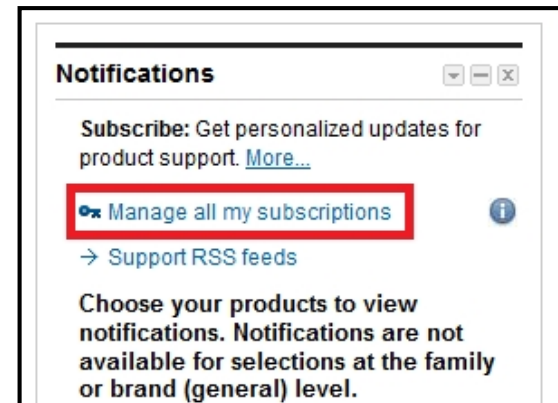 Notifications
Subscribe: Get personalized updates for
product support. More...
Manage all my subscriptions
→ Support RSS feeds
Choose your products to view
notifications. Notifications are not
available for selections at the family
or brand (general) level.